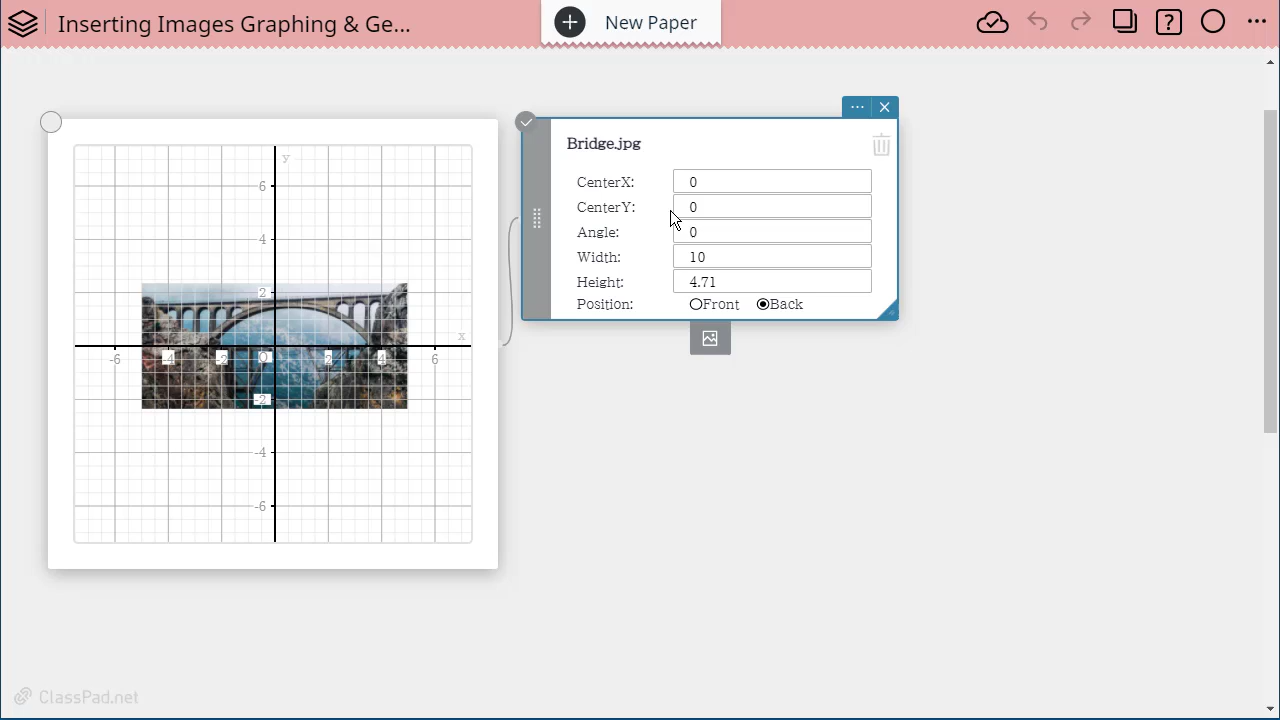 Inserting Images Graphing & Ge...
New Paper
?
y
6
4
2
x
-6 -4 -2 0 2 4 6
-2
-4
-6
Bridge.jpg
CenterX: 0
CenterY: 0
Angle: 0
Width: 10
Height: 4.71
Position: Front Back
ClassPad.net